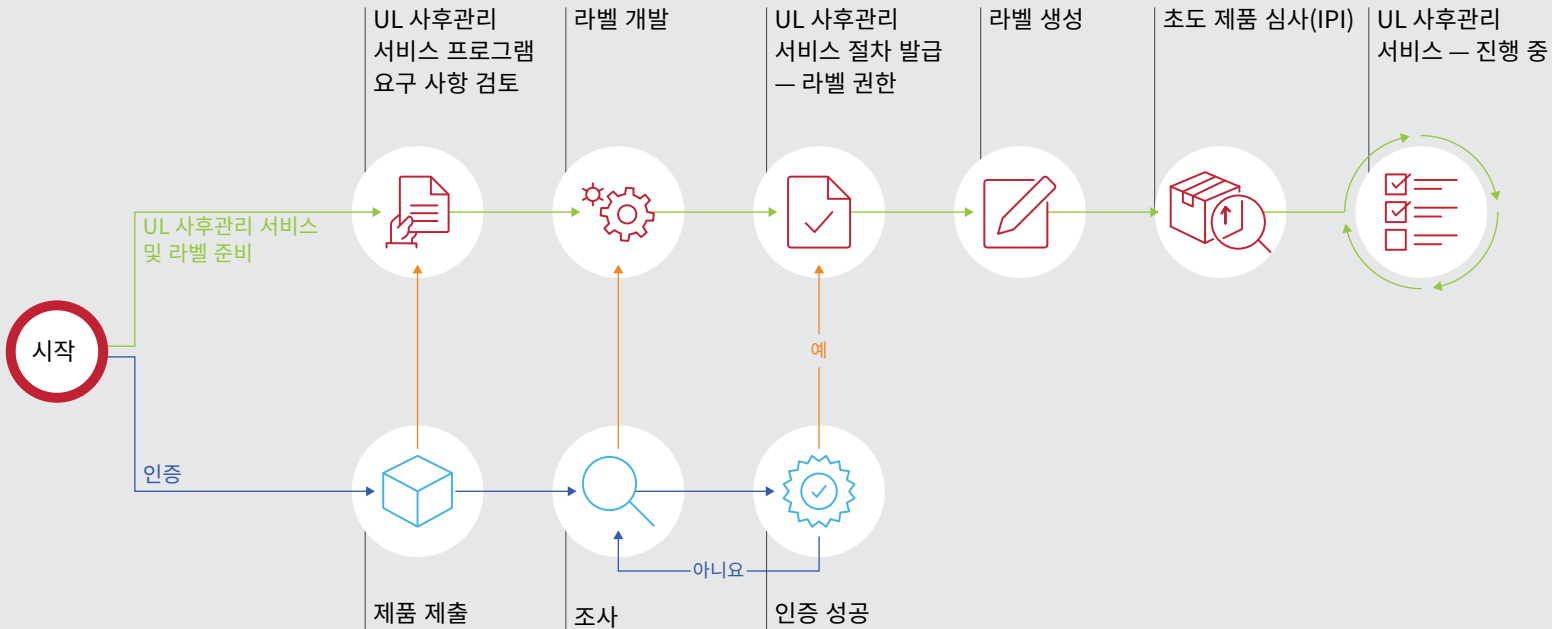 UL 사후관리
서비스 프로그램
요구 사항 검토
라벨 개발
UL 사후관리
서비스 절차 발급
— 라벨 권한
라벨 생성
초도 제품 심사(IPI)
UL 사후관리
서비스 — 진행 중
UL 사후관리 서비스
및 라벨 준비
시작
예
인증
아니요
제품 제출
조사
인증 성공